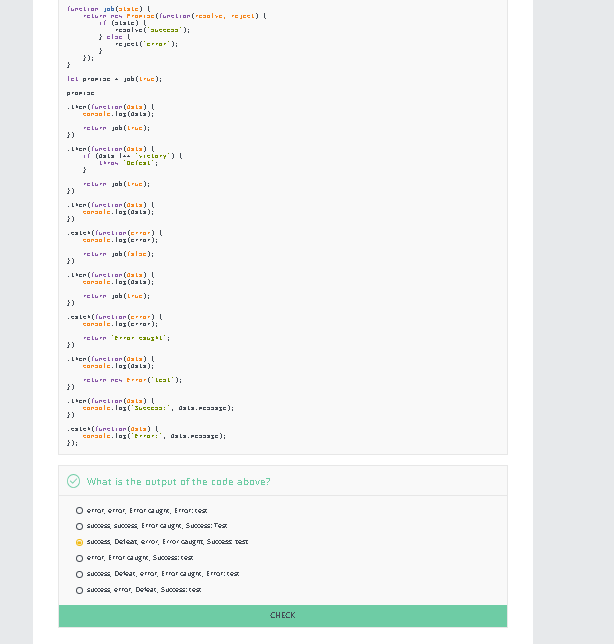 function job(state) {
return new Promise(function(resolve, reject) {
if (state) {
resolve('success');
} else {
reject('error');
}
});
}
let promise = job(true);
promise
.then(function(data) {
console.log(data);
return job(true);
})
.then(function(data) {
if (data !== 'victory') {
throw 'Defeat';
}
return job(true);
})
.then(function(data) {
console.log(data);
})
.catch(function(error) {
console.log(error);
return job(false);
})
.then(function(data) {
console.log(data);
return job(true);
})
.catch(function(error) {
console.log(error);
return 'Error caught';
})
.then(function(data) {
console.log(data);
return new Error('test');
})
.then(function(data) {
console.log('Success:', data.message);
})
.catch(function(data) {
console.log('Error:', data.message);
});
What is the output of the code above?
error, error, Error caught, Error: test
success, success, Error caught, Success: Test
success, Defeat, error, Error caught, Success: test
error, Error caught, Success: test
success, Defeat, error, Error caught, Error: test
success, error, Defeat, Success: test
CHECK